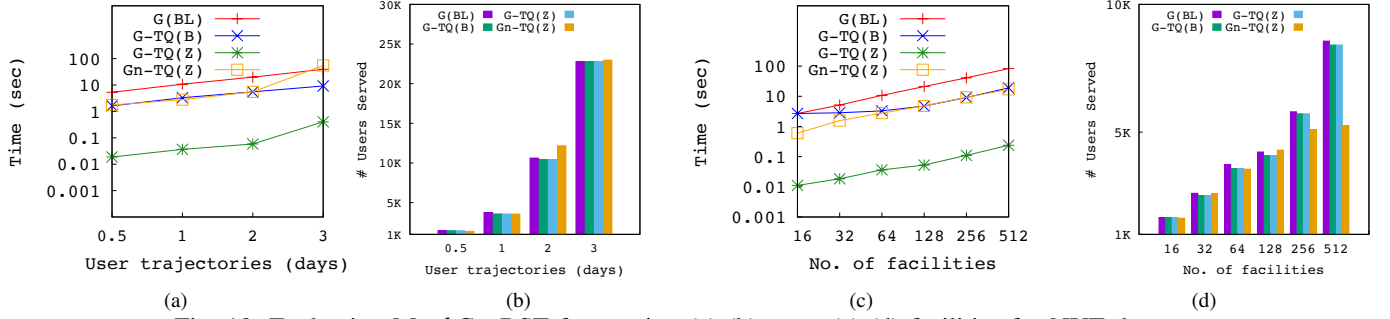 G(BL)
G-TQ(B)
G-TQ(Z)
Gn-TQ(Z)
Time (sec)
100
10
1
0.1
0.01
0.001
0.5 1 2 3
User trajectories (days)
(a)
G(BL) G-TQ(Z)
G-TQ(B) Gn-TQ(Z)
# Users served
30K
25K
15K
10K
5K
1K
0.5 1 2 3
User trajectories (days)
(b)
G(BL)
G-TQ(B)
G-TQ(Z)
Gn-TQ(Z)
Time (sec)
100
10
1
0.1
0.01
0.001
16 32 64 128 256 512
No. of facilities
(c)
G(BL) G-TQ(Z)
G-TQ(B) Gn-TQ(Z)
# Users served
10K
5K
1K
16 32 64 128 256 512
No. of facilities
(d)